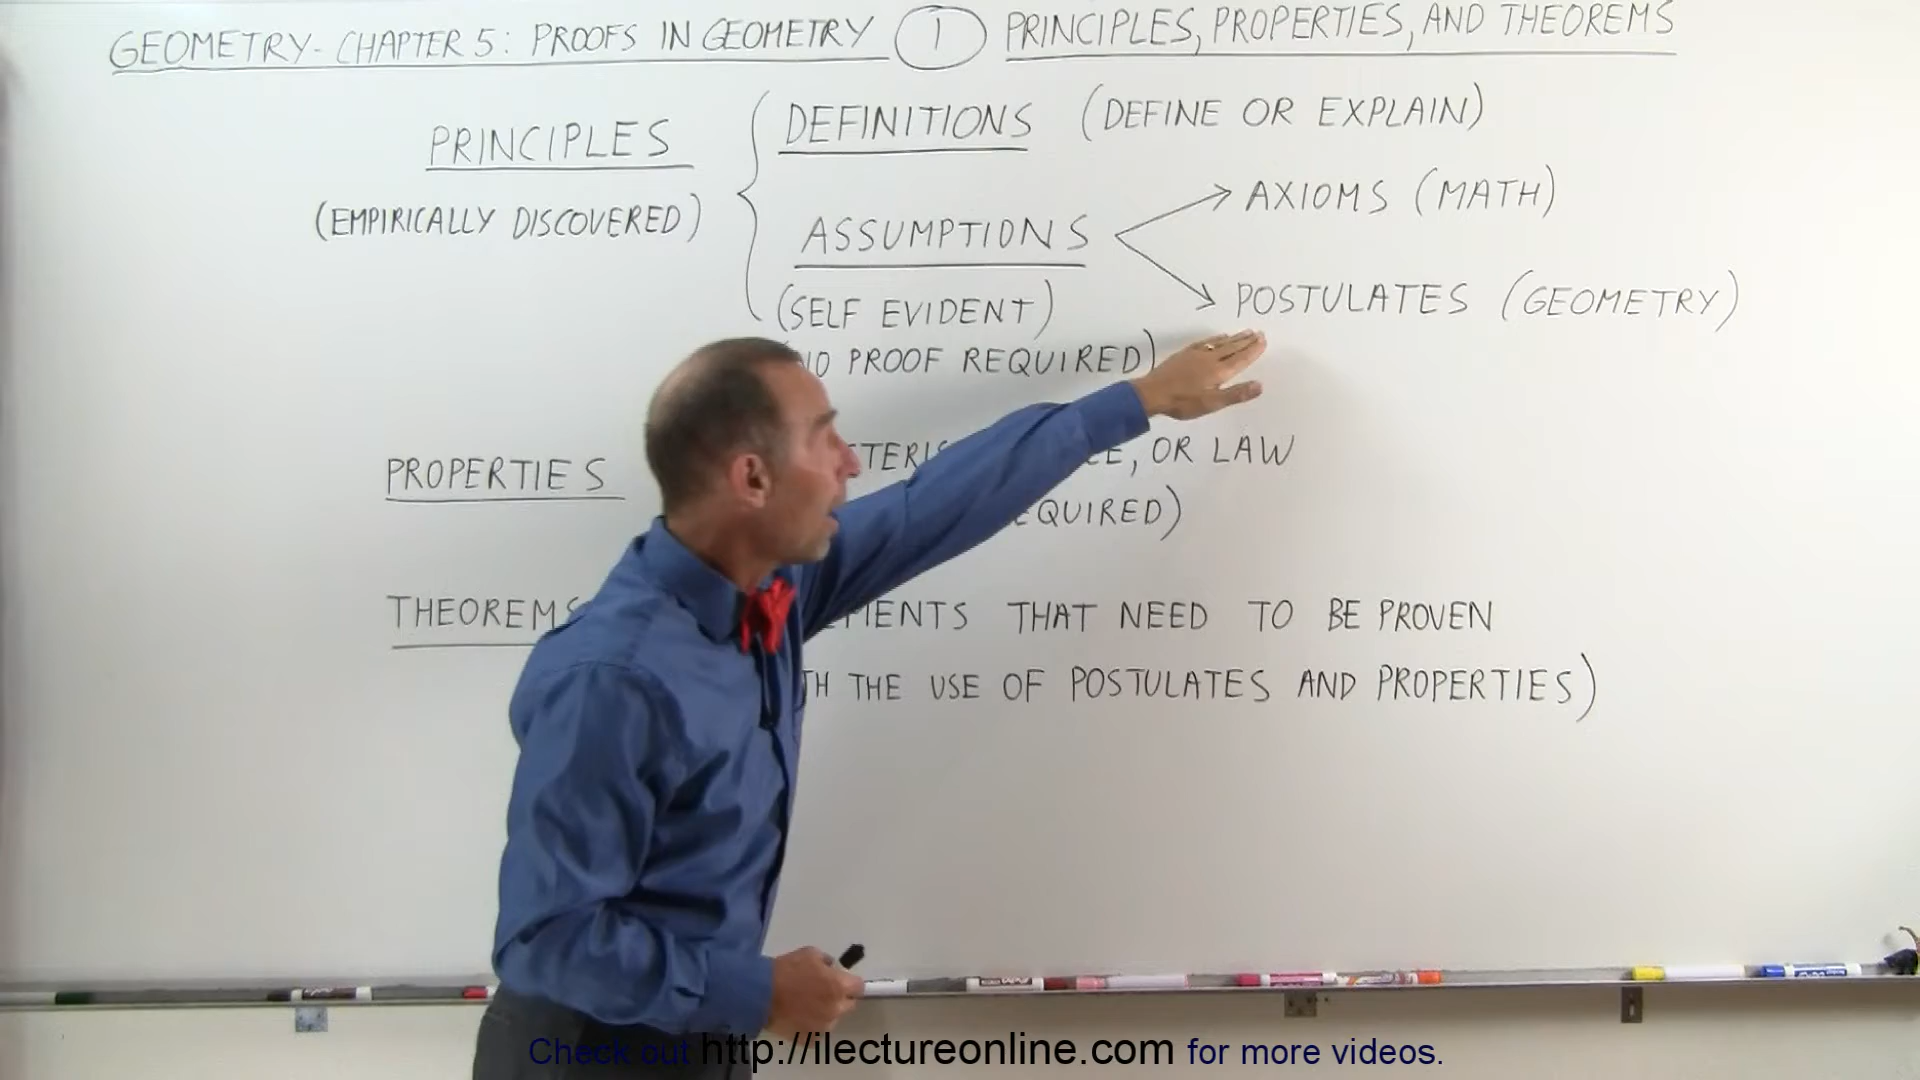 GEOMETRY - CHAPTER 5: PROOFS IN GEOMETRY 1 PRINCIPLES, PROPERTIES, AND THEOREMS
PRINCIPLES
(EMPIRICALLY DISCOVERED)
DEFINITIONS (DEFINE OR EXPLAIN)
ASSUMPTIONS
AXIOMS (MATH)
POSTULATES (GEOMETRY)
(SELF EVIDENT)
PROOF REQUIRED)
PROPERTIES
OR LAW
THEOREMS
THAT NEED TO BE PROVEN
THE USE OF POSTULATES AND PROPERTIES)
Check out http://ilectureonline.com for more videos.